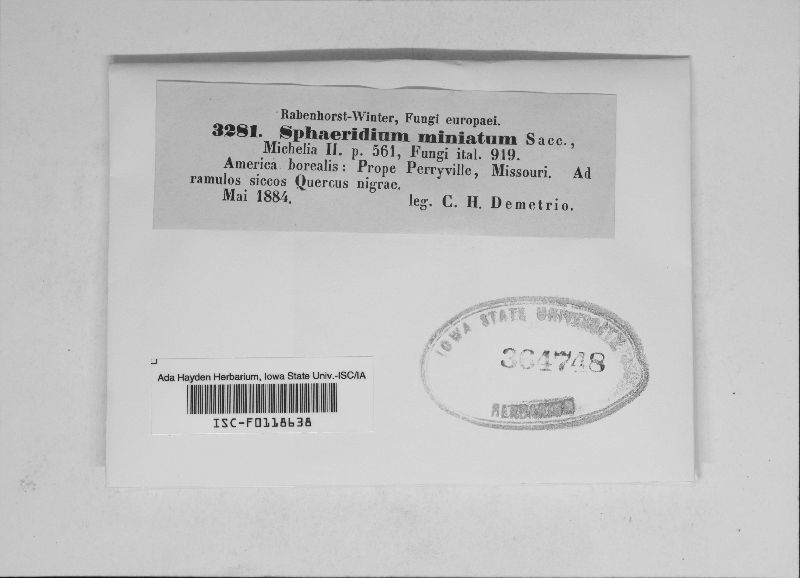 Rabenhorst-Winter, Fungi europaei.
3281. Sphaeridium miniatum Sacc.,
Michelia II. p. 561, Fungi ital. 919.
America borealis: Prope Perryville, Missouri. Ad
ramulos siccos Quercus nigrae.
Mai 1884. leg. C. H. Demetrio.
IOWA STATE UNIVERSITY
364748
HERBARIUM
Ada Hayden Herbarium, Iowa State Univ.-ISC/IA
ISC-F0118638